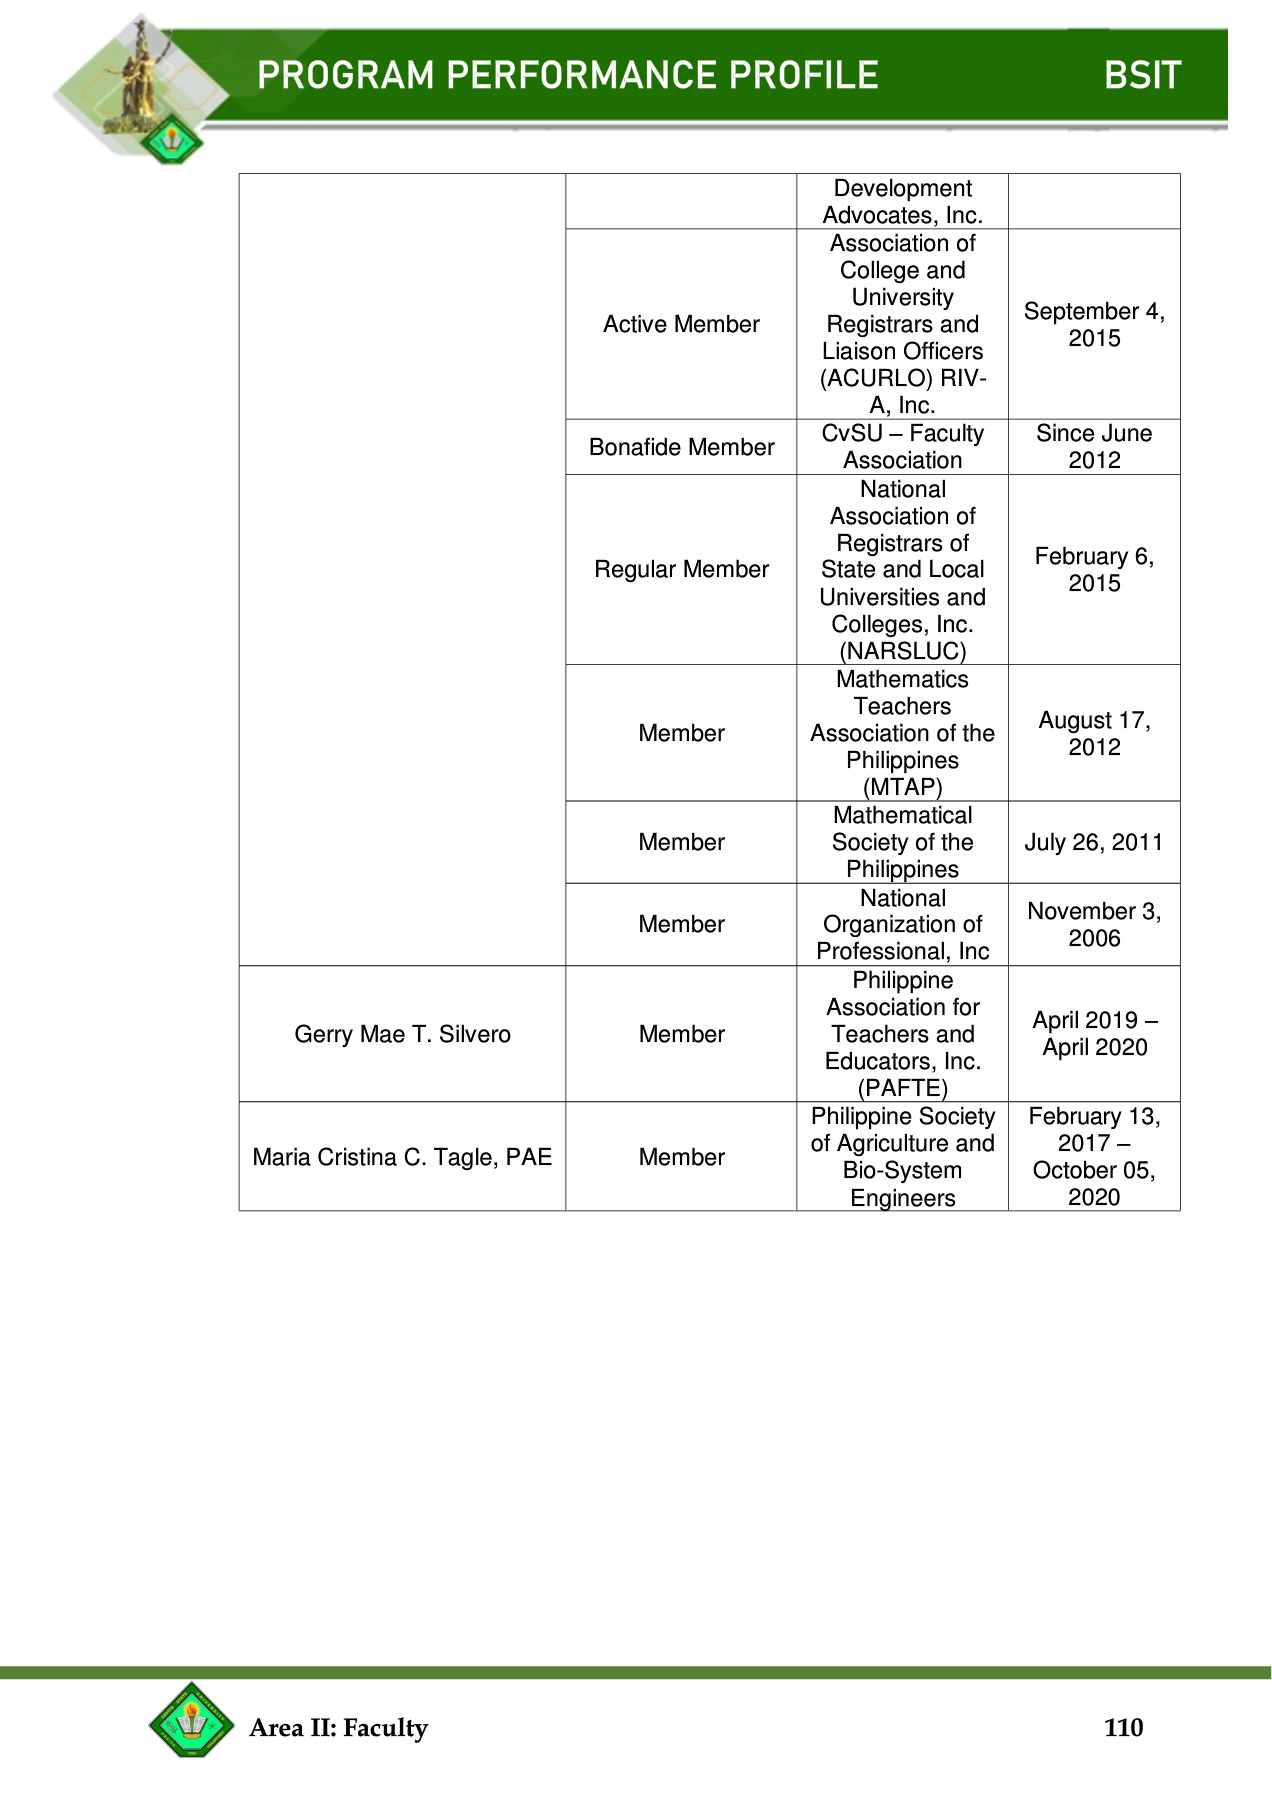 PROGRAM PERFORMANCE PROFILE BSIT
Development
Advocates, Inc.
Active Member
Association of
College and
University
Registrars and
Liaison Officers
(ACURLO) RIV-
A, Inc.
September 4,
2015
Bonafide Member
CvSU – Faculty
Association
Since June
2012
Regular Member
National
Association of
Registrars of
State and Local
Universities and
Colleges, Inc.
(NARSLUC)
February 6,
2015
Member
Mathematics
Teachers
Association of the
Philippines
(MTAP)
August 17,
2012
Member
Mathematical
Society of the
Philippines
July 26, 2011
Member
National
Organization of
Professional, Inc
November 3,
2006
Gerry Mae T. Silvero
Member
Philippine
Association for
Teachers and
Educators, Inc.
(PAFTE)
April 2019 –
April 2020
Maria Cristina C. Tagle, PAE
Member
Philippine Society
of Agriculture and
Bio-System
Engineers
February 13,
2017 –
October 05,
2020
Area II: Faculty 110